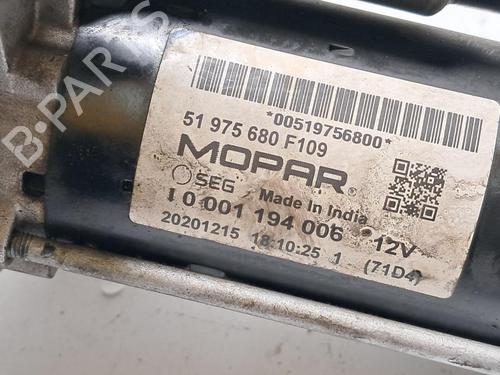 *00519756800*
51 975 680 F109
MOPAR®
SEG Made in India
0 001 194 006 12V
20201215 18:10:25 1 (71D4)
B-PARTS